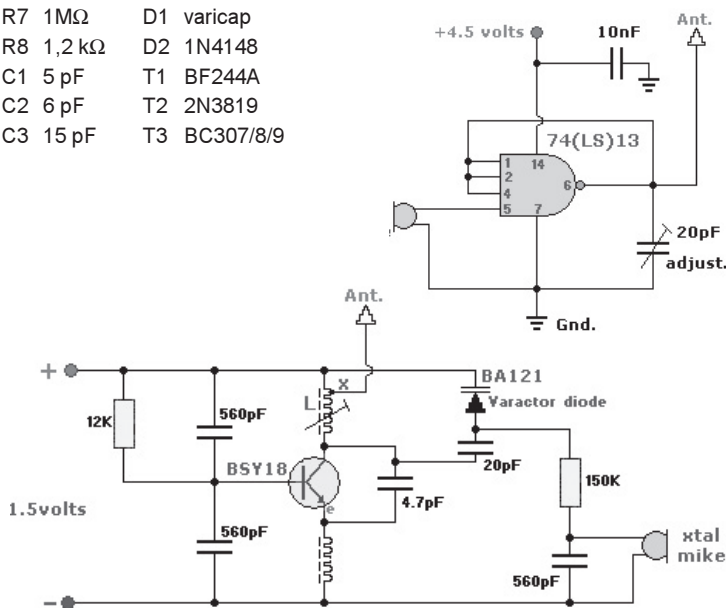 R7 1MΩ D1 varicap
R8 1,2 kΩ D2 1N4148
C1 5 pF T1 BF244A
C2 6 pF T2 2N3819
C3 15 pF T3 BC307/8/9
Ant.
+4.5 volts
10nF
74(LS)13
1
14
2
6
4
5
7
20pF
adjust.
Gnd.
Ant.
+
x
BA121
L
Varactor diode
12K
560pF
BSY18
20pF
150K
4.7pF
e
1.5volts
560pF
xtal
mike
560pF
-